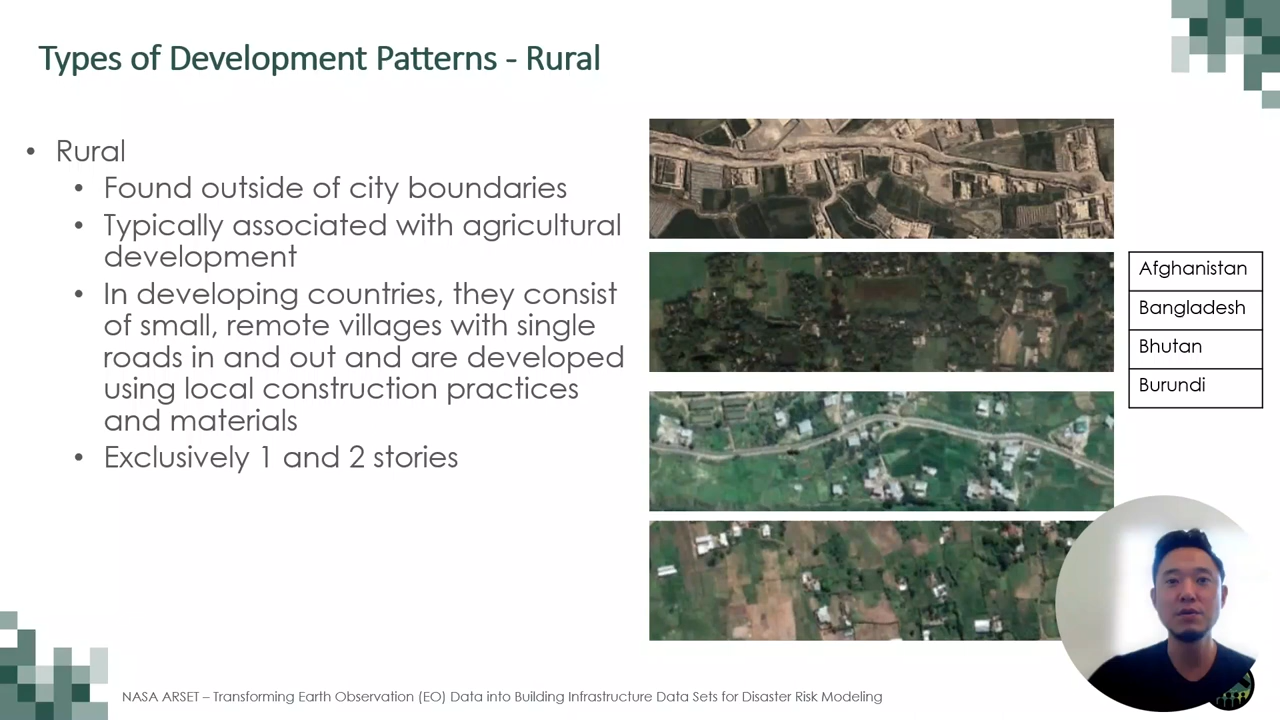 Types of Development Patterns - Rural
• Rural
• Found outside of city boundaries
• Typically associated with agricultural
development
• In developing countries, they consist
of small, remote villages with single
roads in and out and are developed
using local construction practices
and materials
• Exclusively 1 and 2 stories
Afghanistan
Bangladesh
Bhutan
Burundi
NASA ARSET – Transforming Earth Observation (EO) Data into Building Infrastructure Data Sets for Disaster Risk Modeling